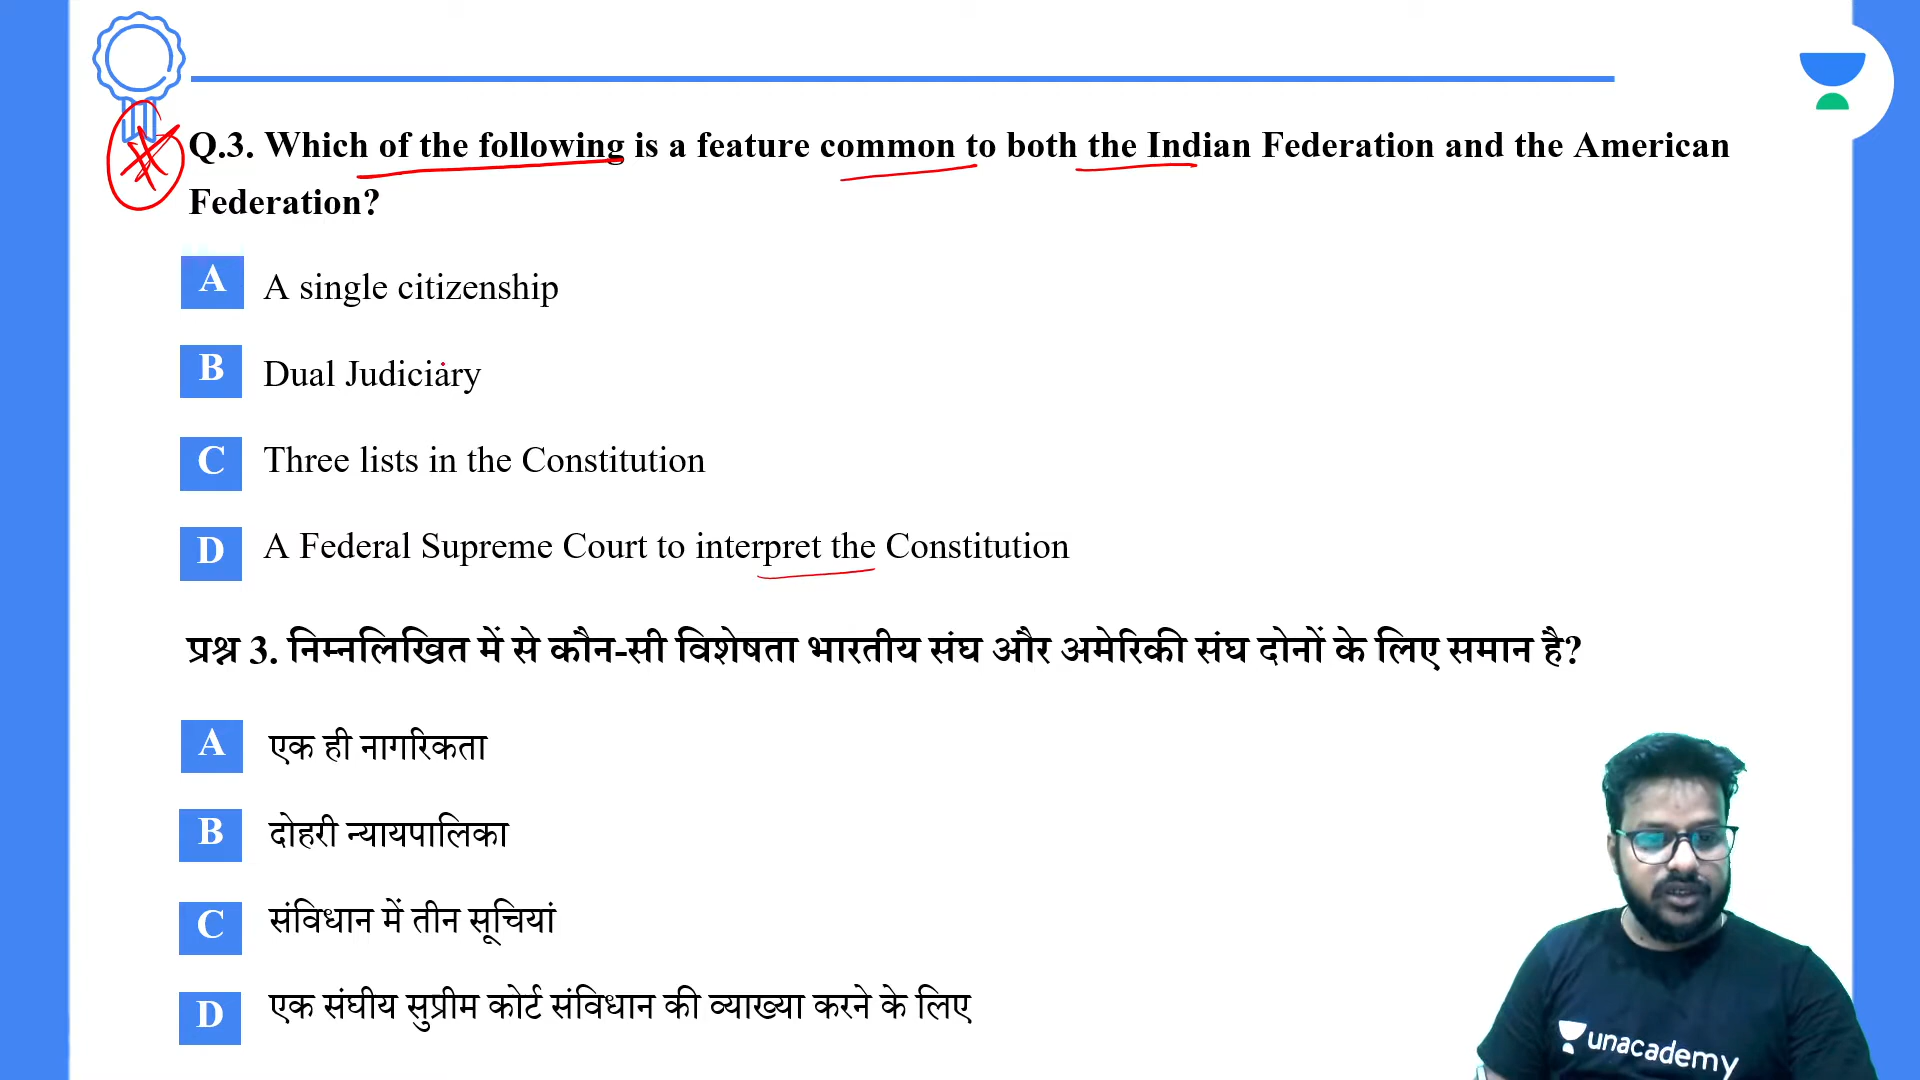 Q.3. Which of the following is a feature common to both the Indian Federation and the American
Federation?
A A single citizenship
B Dual Judiciary
C Three lists in the Constitution
D A Federal Supreme Court to interpret the Constitution
प्रश्न 3. निम्नलिखित में से कौन-सी विशेषता भारतीय संघ और अमेरिकी संघ दोनों के लिए समान है?
A एक ही नागरिकता
B दोहरी न्यायपालिका
C संविधान में तीन सूचियां
D एक संघीय सुप्रीम कोर्ट संविधान की व्याख्या करने के लिए
unacademy